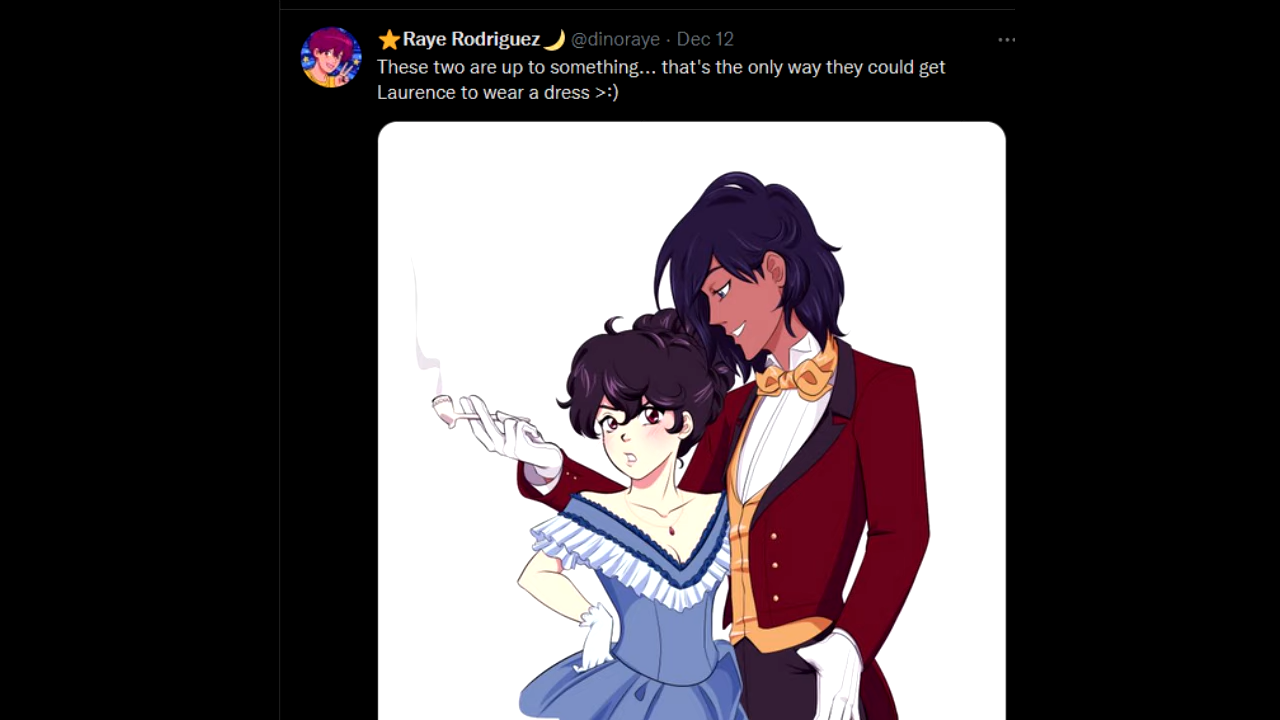 ⭐Raye Rodriguez🌙 @dinoraye · Dec 12
These two are up to something... that's the only way they could get
Laurence to wear a dress >:)